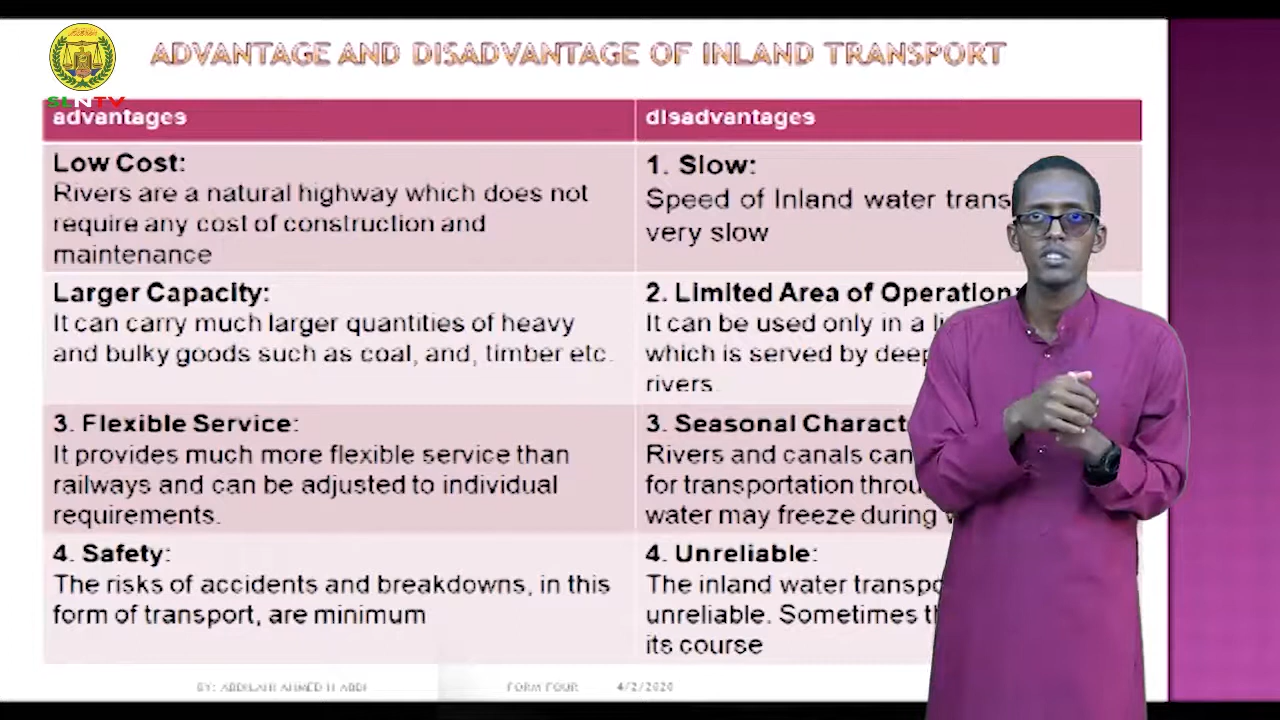 ADVANTAGE AND DISADVANTAGE OF INLAND TRANSPORT
SLNTV
advantages
disadvantages
Low Cost:
Rivers are a natural highway which does not
require any cost of construction and
maintenance
1. Slow:
Speed of Inland water trans
very slow
Larger Capacity:
It can carry much larger quantities of heavy
and bulky goods such as coal, and, timber etc.
2. Limited Area of Operation:
It can be used only in a
which is served by deep
rivers
3. Flexible Service:
It provides much more flexible service than
railways and can be adjusted to individual
requirements.
3. Seasonal Charact
Rivers and canals can
for transportation throu
water may freeze during
4. Safety:
The risks of accidents and breakdowns, in this
form of transport, are minimum
4. Unreliable:
The inland water transpo
unreliable. Sometimes
its course
BY: ABDILAHI AHMED H ABDI
FORM FOUR
4/2/2020